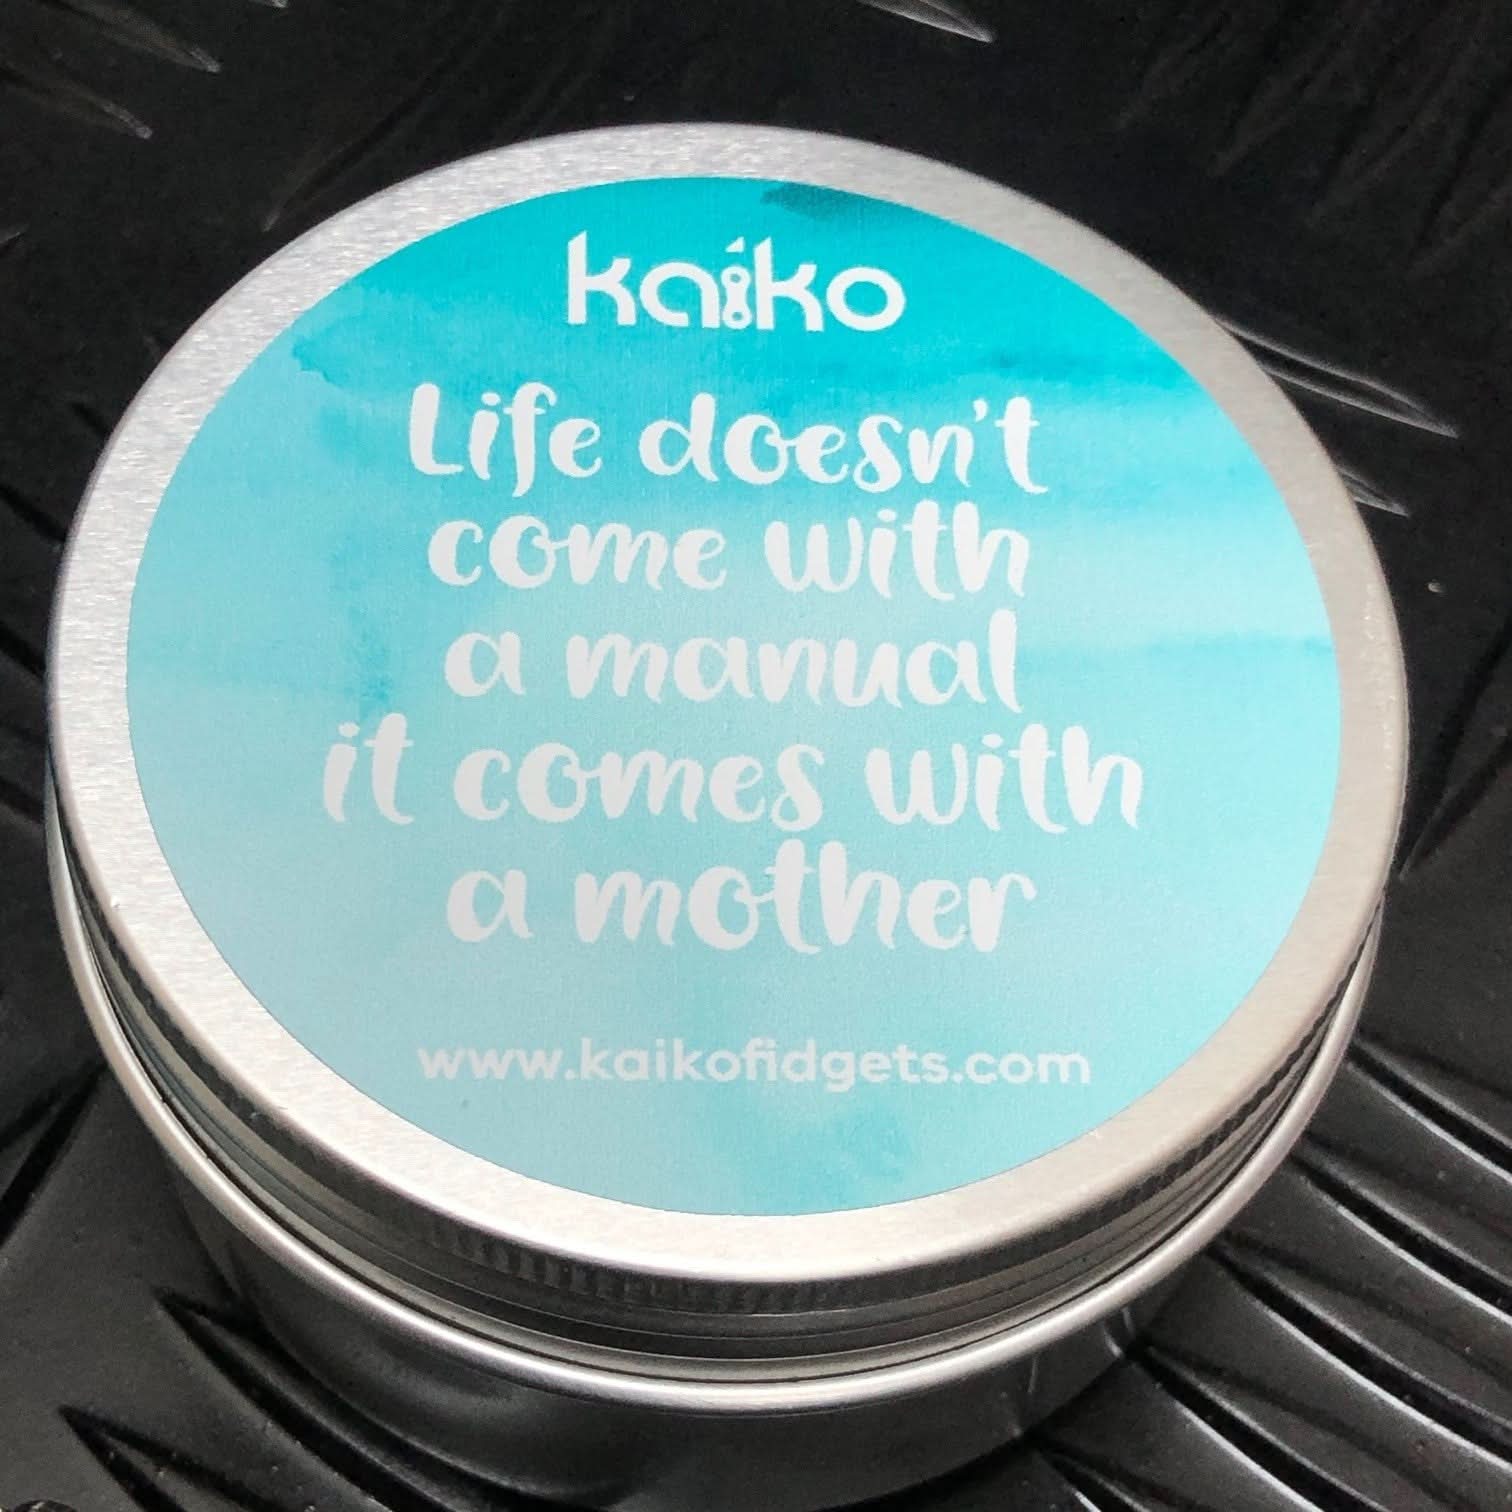 kaiko
Life doesn't
come with
a manual
it comes with
a mother
www.kaikofidgets.com